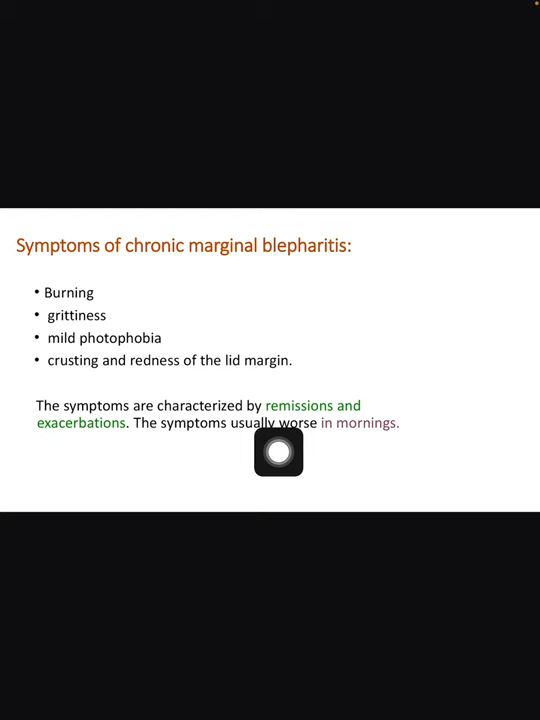 Symptoms of chronic marginal blepharitis:
• Burning
• grittiness
• mild photophobia
• crusting and redness of the lid margin.
The symptoms are characterized by remissions and
exacerbations. The symptoms usually worse in mornings.